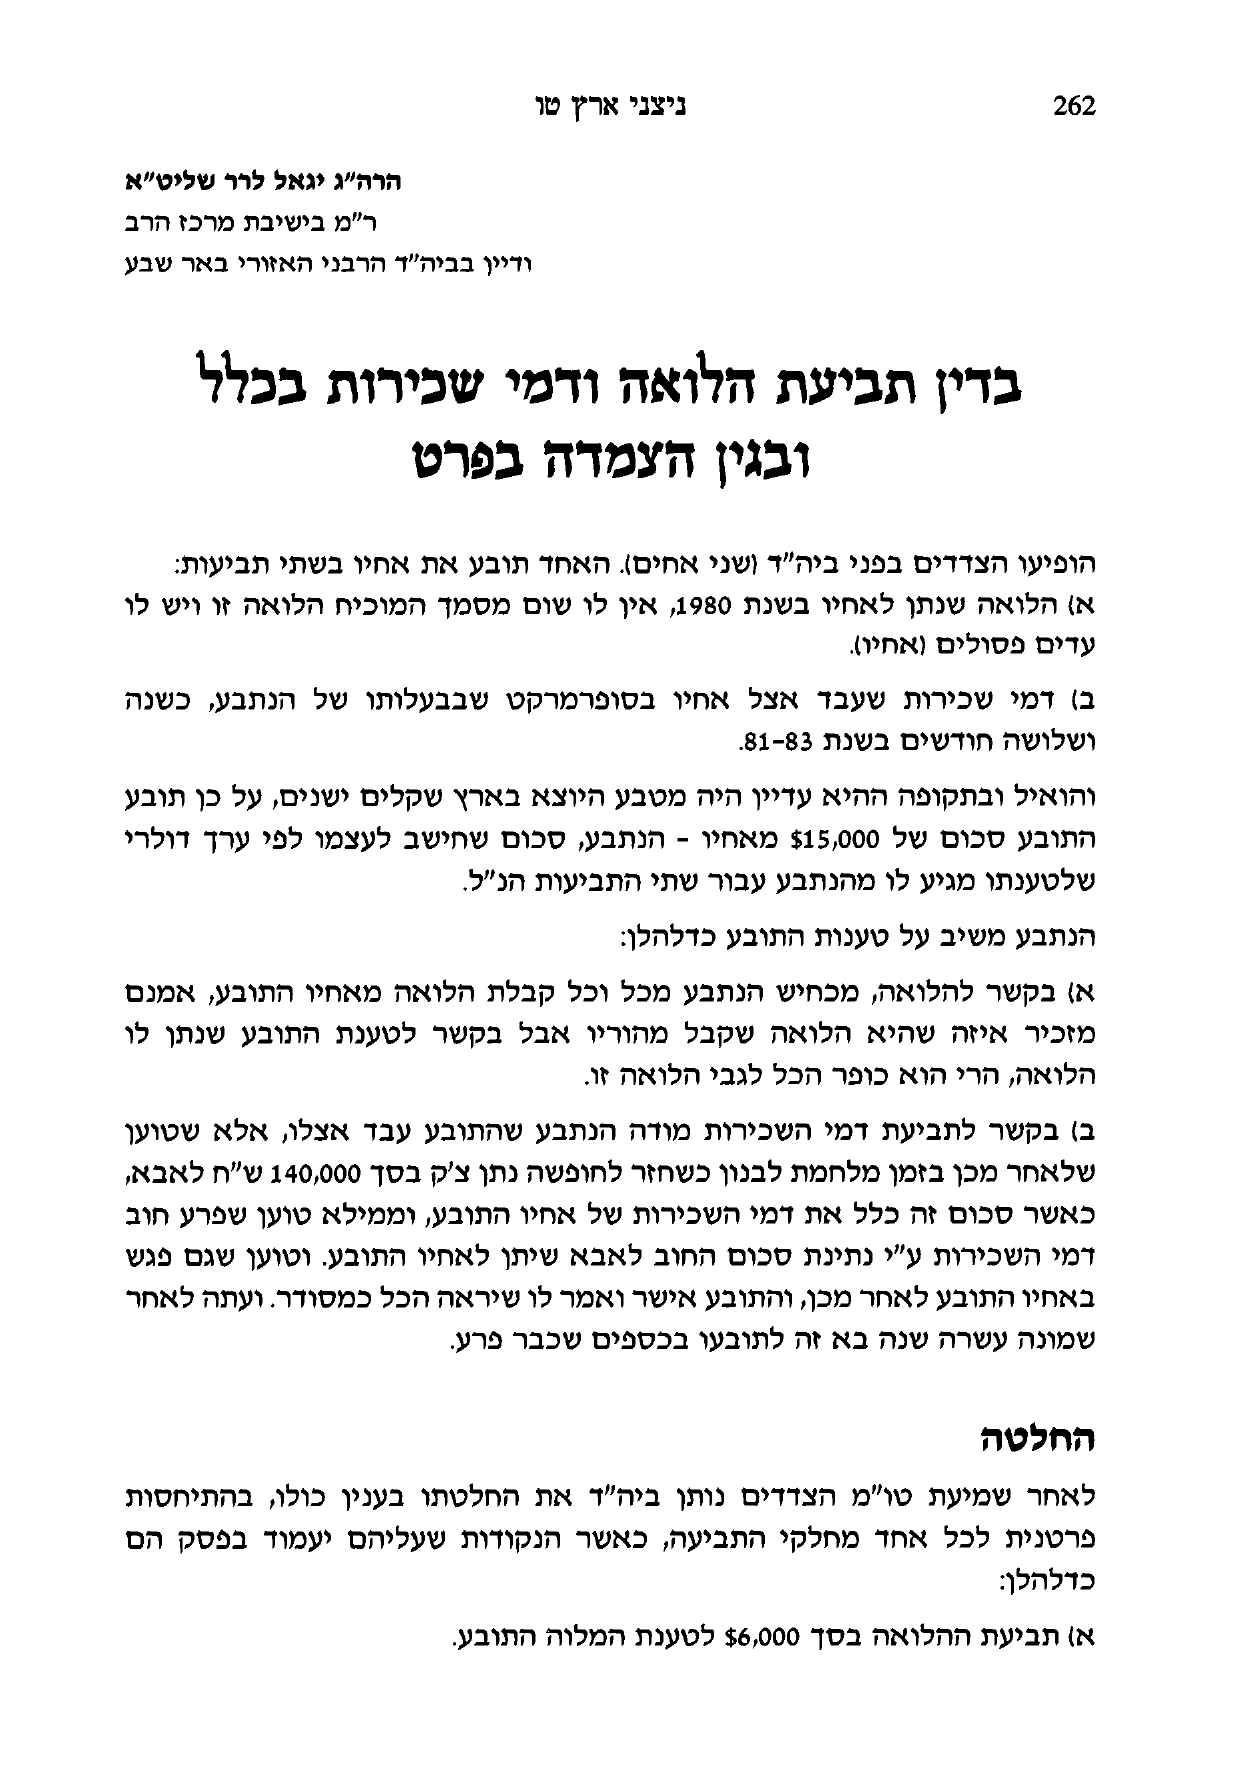 262
ניצני ארץ טו
הרה"ג יגאל לרר שליט"א
ר"מ בישיבת מרכז הרב
ודיין בביה"ד הרבני האזורי באר שבע
בדין תביעת הלואה ודמי שכירות בכלל
ובגין הצמדה בפרט
הופיעו הצדדים בפני ביה"ד (שני אחים). האחד תובע את אחיו בשתי תביעות:
א) הלואה שנתן לאחיו בשנת 1980, אין לו שום מסמך המוכיח הלואה זו ויש לו
עדים פסולים (אחיו).
ב) דמי שכירות שעבד אצל אחיו בסופרמרקט שבבעלותו של הנתבע, כשנה
ושלושה חודשים בשנת 81-83.
והואיל ובתקופה ההיא עדיין היה מטבע היוצא בארץ שקלים ישנים, על כן תובע
התובע סכום של $15,000 מאחיו - הנתבע, סכום שחישב לעצמו לפי ערך דולרי
שלטענתו מגיע לו מהנתבע עבור שתי התביעות הנ"ל.
הנתבע משיב על טענות התובע כדלהלן:
א) בקשר להלואה, מכחיש הנתבע מכל וכל קבלת הלואה מאחיו התובע, אמנם
מזכיר איזה שהיא הלואה שקבל מהוריו אבל בקשר לטענת התובע שנתן לו
הלואה, הרי הוא כופר הכל לגבי הלואה זו.
ב) בקשר לתביעת דמי השכירות מודה הנתבע שהתובע עבד אצלו, אלא שטוען
שלאחר מכן בזמן מלחמת לבנון כשחזר לחופשה נתן צ'ק בסך 140,000 ש"ח לאבא,
כאשר סכום זה כלל את דמי השכירות של אחיו התובע, וממילא טוען שפרע חוב
דמי השכירות ע"י נתינת סכום החוב לאבא שיתן לאחיו התובע. וטוען שגם פגש
באחיו התובע לאחר מכן, והתובע אישר ואמר לו שיראה הכל כמסודר. ועתה לאחר
שמונה עשרה שנה בא זה לתובעו בכספים שכבר פרע.
החלטה
לאחר שמיעת טו"מ הצדדים נותן ביה"ד את החלטתו בענין כולו, בהתיחסות
פרטנית לכל אחד מחלקי התביעה, כאשר הנקודות שעליהם יעמוד בפסק הם
כדלהלן:
א) תביעת ההלואה בסך $6,000 לטענת המלוה התובע.